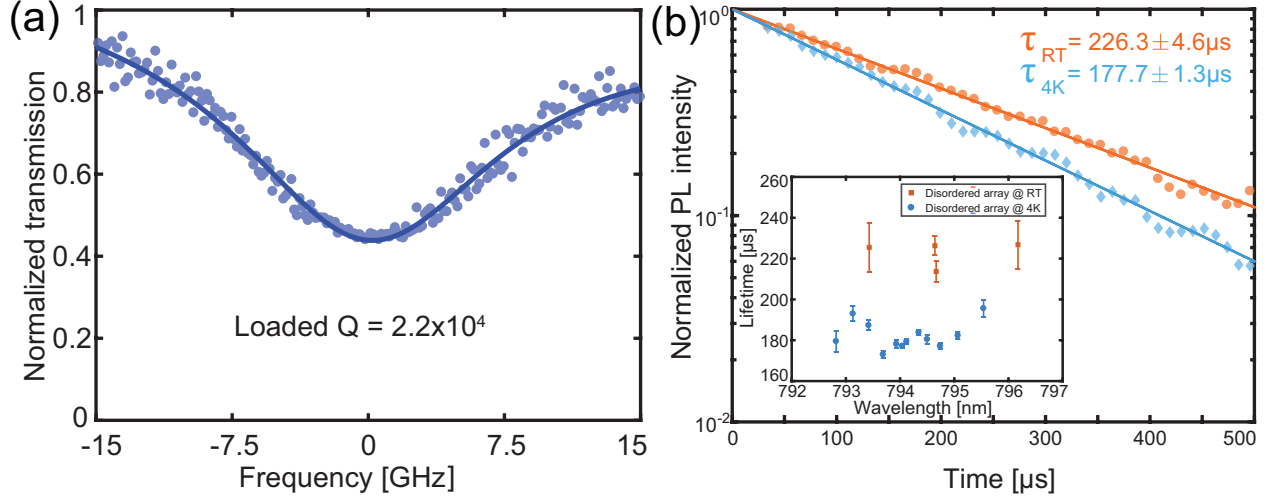 (a)
Normalized transmission
1
0.8
0.6
0.4
0.2
0
Loaded Q = 2.2x10⁴
-15
-7.5
0
7.5
15
Frequency [GHz]
(b)
Normalized PL intensity
10⁰
10⁻¹
10⁻²
τ RT = 226.3 ± 4.6µs
τ 4K = 177.7 ± 1.3µs
Disordered array @ RT
Disordered array @ 4K
Lifetime [µs]
260
240
220
200
180
160
792
793
794
795
796
797
Wavelength [nm]
0
100
200
300
400
500
Time [µs]